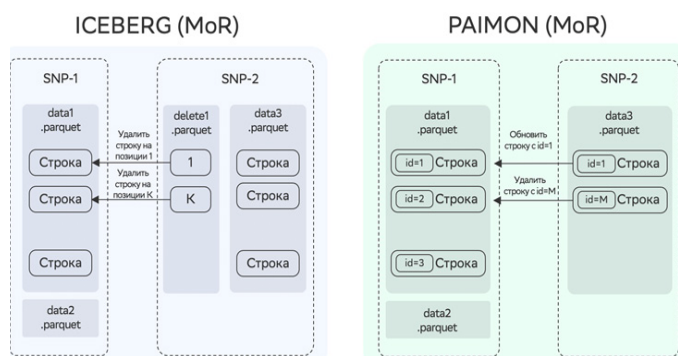 ICEBERG (MoR)
SNP-1
data1
.parquet
Строка
Строка
Строка
data2
.parquet
Удалить
строку на
позиции 1
Удалить
строку на
позиции K
SNP-2
delete1
.parquet
1
K
data3
.parquet
Строка
Строка
Строка
PAIMON (MoR)
SNP-1
data1
.parquet
id=1 Строка
id=2 Строка
id=3 Строка
data2
.parquet
Обновить
строку с id=1
Удалить
строку с id=M
SNP-2
data3
.parquet
id=1 Строка
id=M Строка